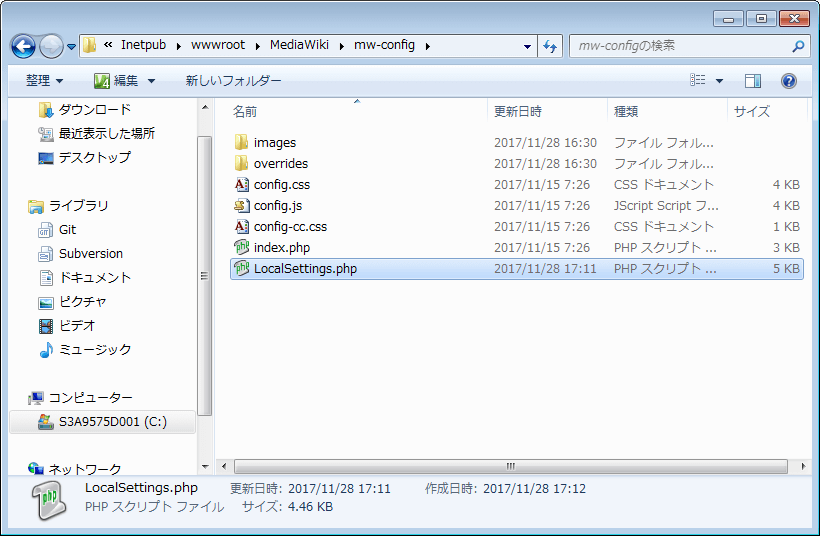 « Inetpub ▸ wwwroot ▸ MediaWiki ▸ mw-config ▸ mw-configの検索
整理 編集 新しいフォルダー
ダウンロード
最近表示した場所
デスクトップ
ライブラリ
Git
Subversion
ドキュメント
ピクチャ
ビデオ
ミュージック
コンピューター
S3A9575D001 (C:)
ネットワーク
名前 更新日時 種類 サイズ
images 2017/11/28 16:30 ファイル フォル...
overrides 2017/11/28 16:30 ファイル フォル...
config.css 2017/11/15 7:26 CSS ドキュメント 4 KB
config.js 2017/11/15 7:26 JScript Script フ... 4 KB
config-cc.css 2017/11/15 7:26 CSS ドキュメント 1 KB
index.php 2017/11/15 7:26 PHP スクリプト ... 3 KB
LocalSettings.php 2017/11/28 17:11 PHP スクリプト ... 5 KB
LocalSettings.php 更新日時: 2017/11/28 17:11 作成日時: 2017/11/28 17:12
PHP スクリプト ファイル サイズ: 4.46 KB